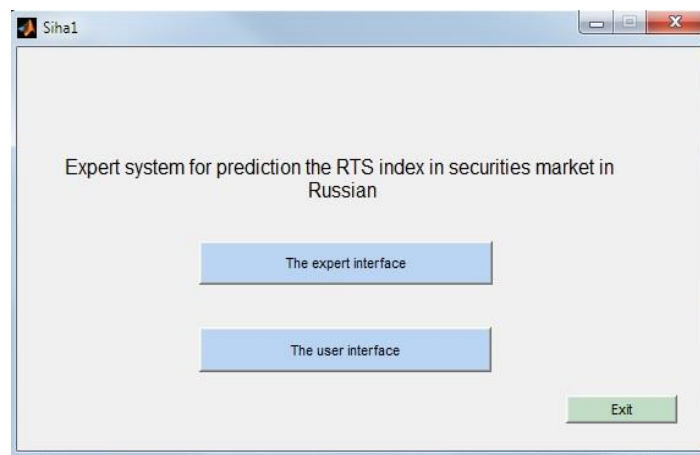 Siha1
Expert system for prediction the RTS index in securities market in
Russian
The expert interface
The user interface
Exit